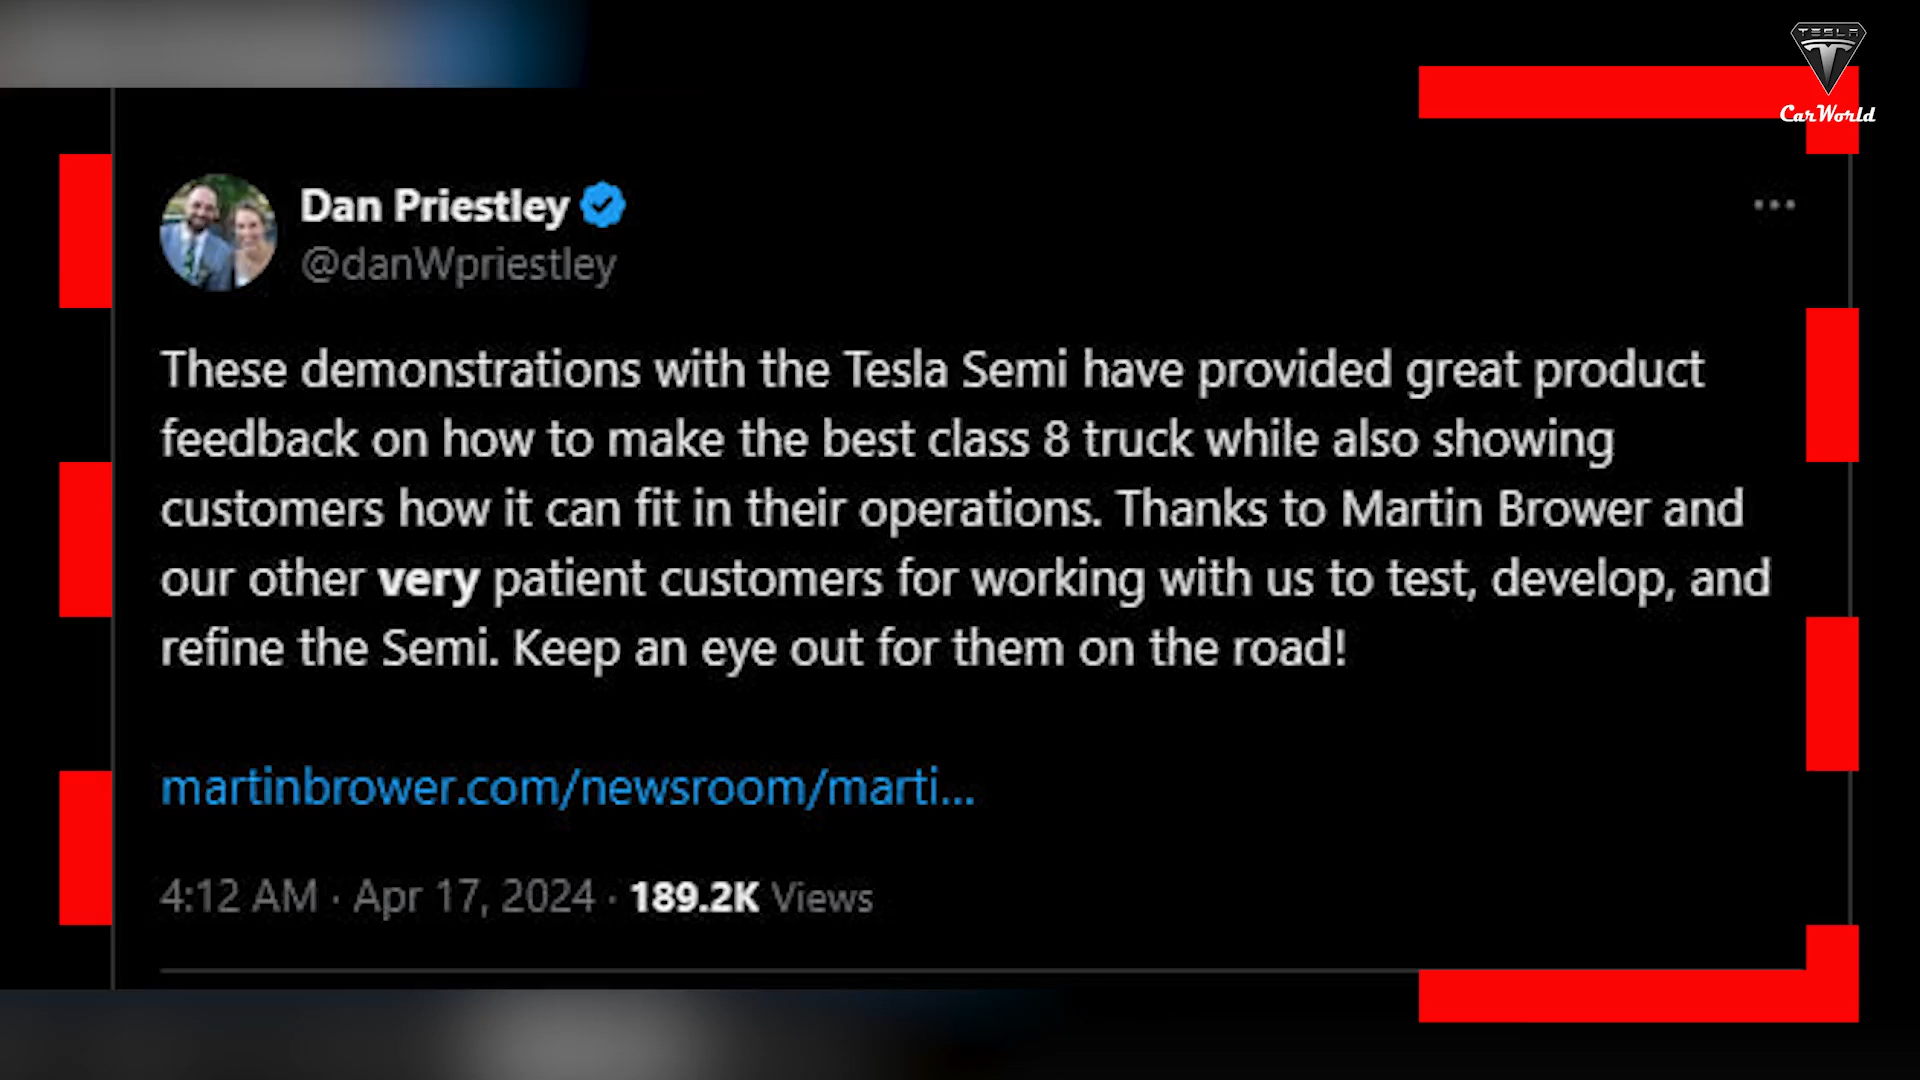 TESLA
CarWorld
Dan Priestley
@danWpriestley
These demonstrations with the Tesla Semi have provided great product
feedback on how to make the best class 8 truck while also showing
customers how it can fit in their operations. Thanks to Martin Brower and
our other very patient customers for working with us to test, develop, and
refine the Semi. Keep an eye out for them on the road!
martinbrower.com/newsroom/marti...
4:12 AM · Apr 17, 2024 · 189.2K Views